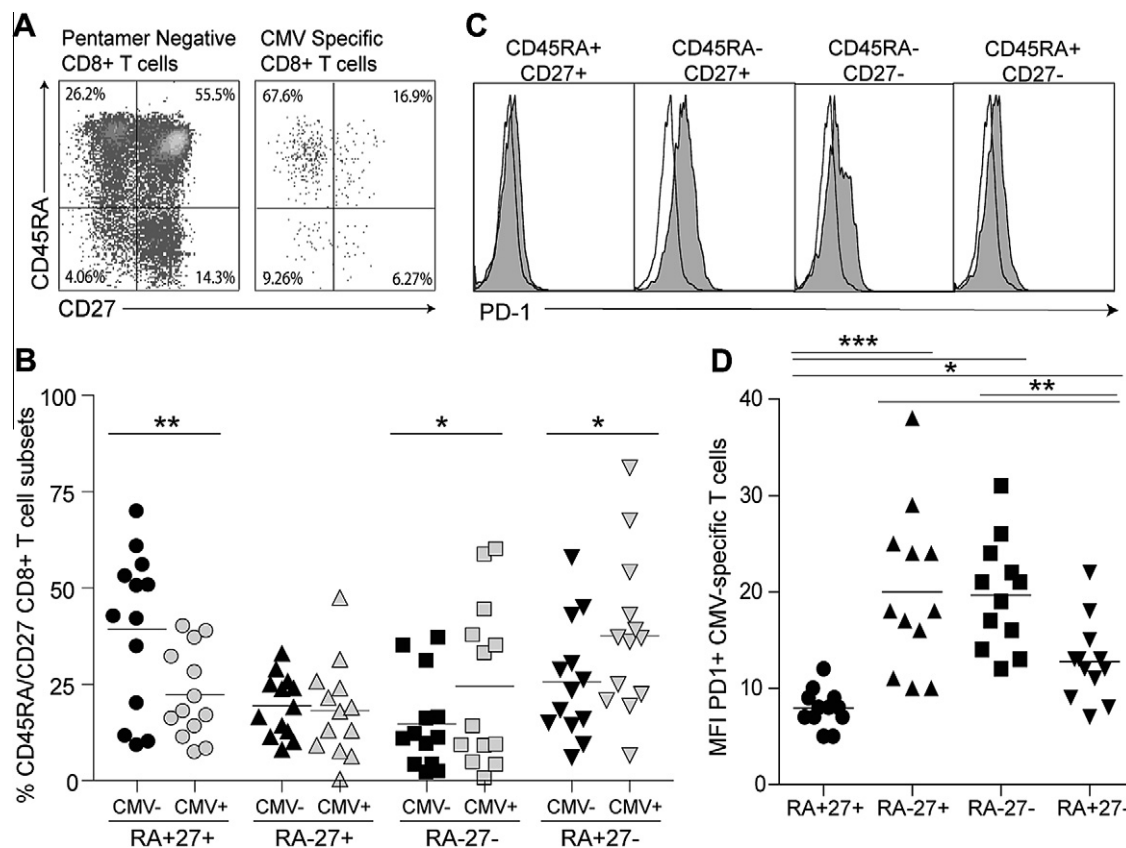 A
Pentamer Negative
CD8+ T cells
CMV Specific
CD8+ T cells
26.2%
55.5%
67.6%
16.9%
4.06%
14.3%
9.26%
6.27%
CD45RA
CD27
C
CD45RA+
CD27+
CD45RA-
CD27+
CD45RA-
CD27-
CD45RA+
CD27-
PD-1
B
% CD45RA/CD27 CD8+ T cell subsets
100
75
50
25
0
**
*
*
CMV- CMV+ CMV- CMV+ CMV- CMV+ CMV- CMV+
RA+27+ RA-27+ RA-27- RA+27-
D
***
*
**
MFI PD1+ CMV-specific T cells
40
30
20
10
0
RA+27+ RA-27+ RA-27- RA+27-